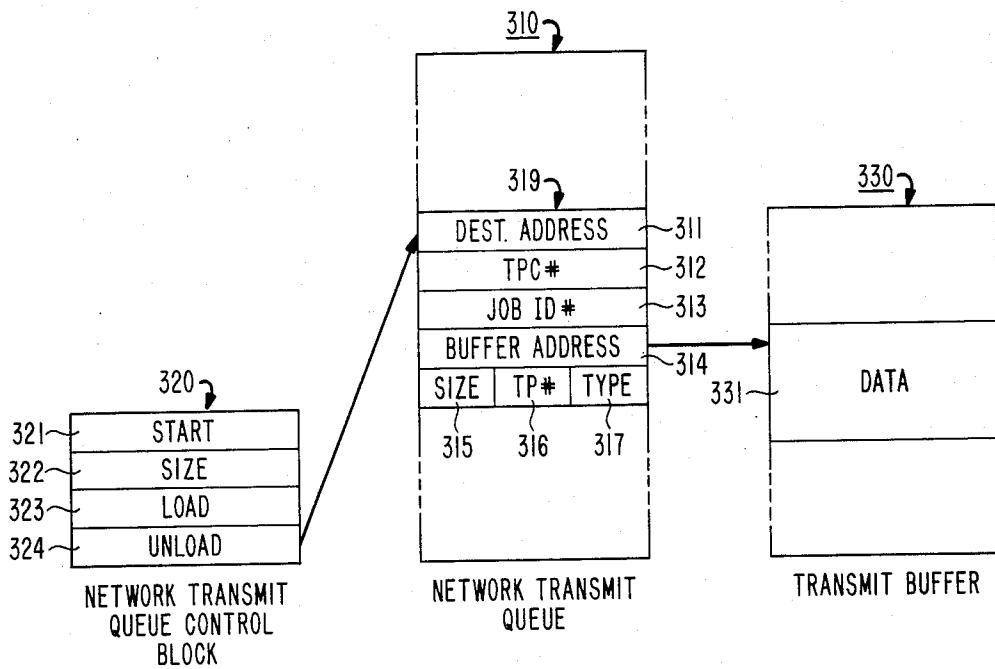 310
319
330
DEST. ADDRESS
311
TPC#
312
JOB ID#
313
BUFFER ADDRESS
314
SIZE TP# TYPE
315 316 317
331
DATA
320
321
START
322
SIZE
323
LOAD
324
UNLOAD
NETWORK TRANSMIT
QUEUE CONTROL
BLOCK
NETWORK TRANSMIT
QUEUE
TRANSMIT BUFFER